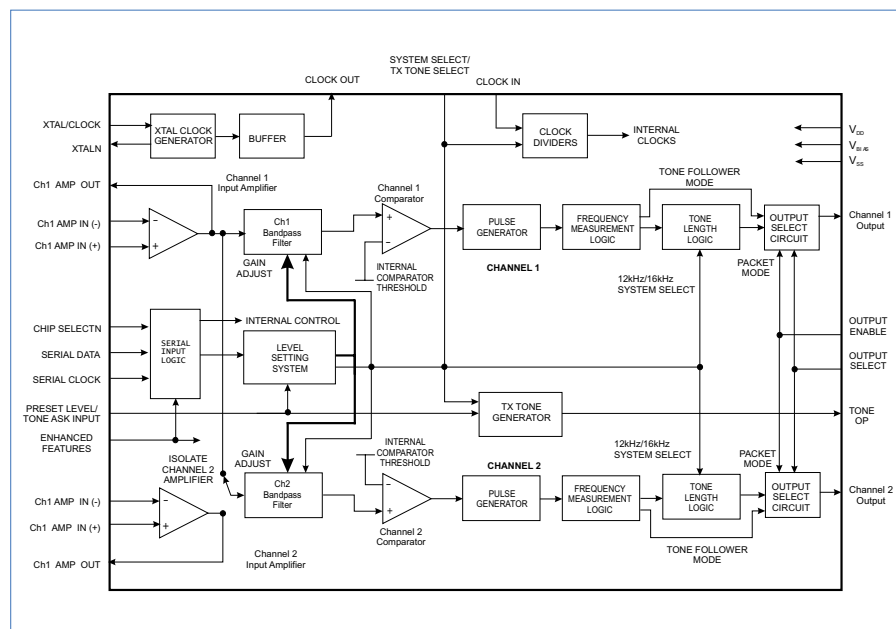 SYSTEM SELECT/
TX TONE SELECT
CLOCK OUT
CLOCK IN
XTAL/CLOCK
XTALN
XTAL CLOCK
GENERATOR
BUFFER
CLOCK
DIVIDERS
INTERNAL
CLOCKS
VDD
VBIAS
VSS
Ch1 AMP OUT
Channel 1
Input Amplifier
Channel 1
Comparator
TONE FOLLOWER
MODE
Ch1 AMP IN (-)
Ch1 AMP IN (+)
−
+
Ch1
Bandpass
Filter
+
−
PULSE
GENERATOR
FREQUENCY
MEASUREMENT
LOGIC
TONE
LENGTH
LOGIC
OUTPUT
SELECT
CIRCUIT
Channel 1
Output
GAIN
ADJUST
INTERNAL
COMPARATOR
THRESHOLD
CHANNEL 1
PACKET
MODE
12kHz/16kHz
SYSTEM SELECT
CHIP SELECTN
SERIAL DATA
SERIAL CLOCK
SERIAL
INPUT
LOGIC
INTERNAL CONTROL
LEVEL
SETTING
SYSTEM
OUTPUT
ENABLE
OUTPUT
SELECT
PRESET LEVEL/
TONE ASK INPUT
TX TONE
GENERATOR
TONE
OP
ENHANCED
FEATURES
ISOLATE
CHANNEL 2
AMPLIFIER
GAIN
ADJUST
INTERNAL
COMPARATOR
THRESHOLD
CHANNEL 2
12kHz/16kHz
SYSTEM SELECT
PACKET
MODE
Ch1 AMP IN (-)
Ch1 AMP IN (+)
−
+
Ch2
Bandpass
Filter
−
+
PULSE
GENERATOR
FREQUENCY
MEASUREMENT
LOGIC
TONE
LENGTH
LOGIC
OUTPUT
SELECT
CIRCUIT
Channel 2
Output
Channel 2
Comparator
Ch1 AMP OUT
Channel 2
Input Amplifier
TONE FOLLOWER
MODE